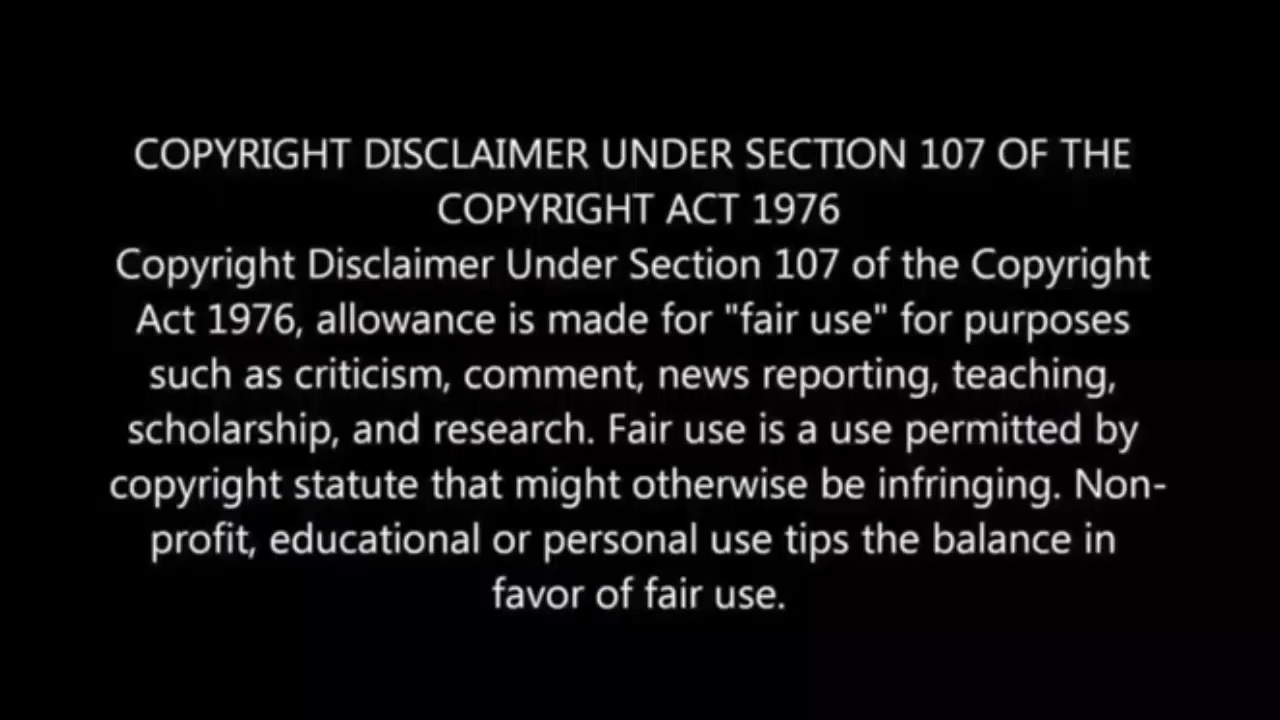 COPYRIGHT DISCLAIMER UNDER SECTION 107 OF THE
COPYRIGHT ACT 1976
Copyright Disclaimer Under Section 107 of the Copyright
Act 1976, allowance is made for "fair use" for purposes
such as criticism, comment, news reporting, teaching,
scholarship, and research. Fair use is a use permitted by
copyright statute that might otherwise be infringing. Non-
profit, educational or personal use tips the balance in
favor of fair use.